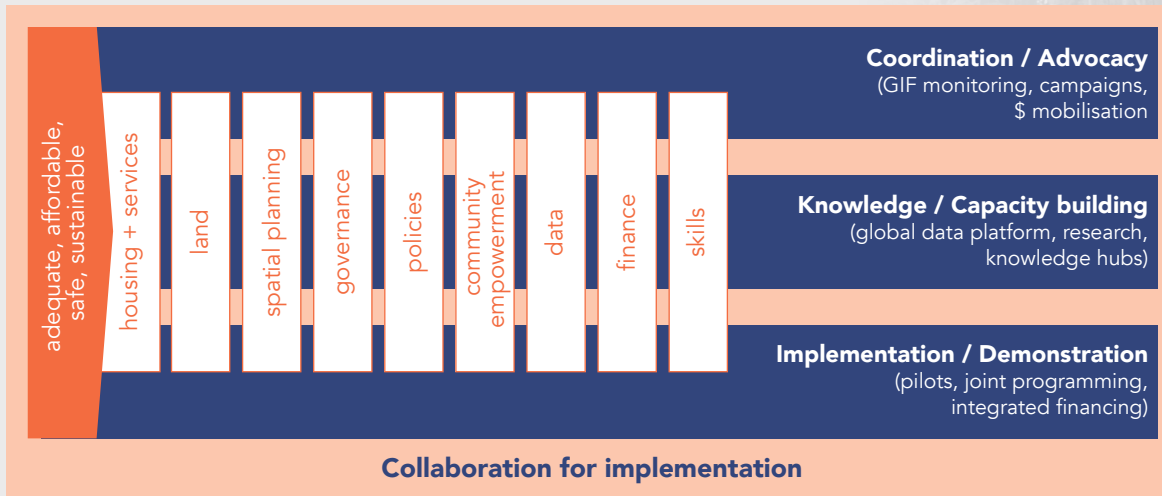 adequate, affordable,
safe, sustainable
housing + services
land
spatial planning
governance
policies
community
empowerment
data
finance
skills
Coordination / Advocacy
(GIF monitoring, campaigns,
$ mobilisation
Knowledge / Capacity building
(global data platform, research,
knowledge hubs)
Implementation / Demonstration
(pilots, joint programming,
integrated financing)
Collaboration for implementation